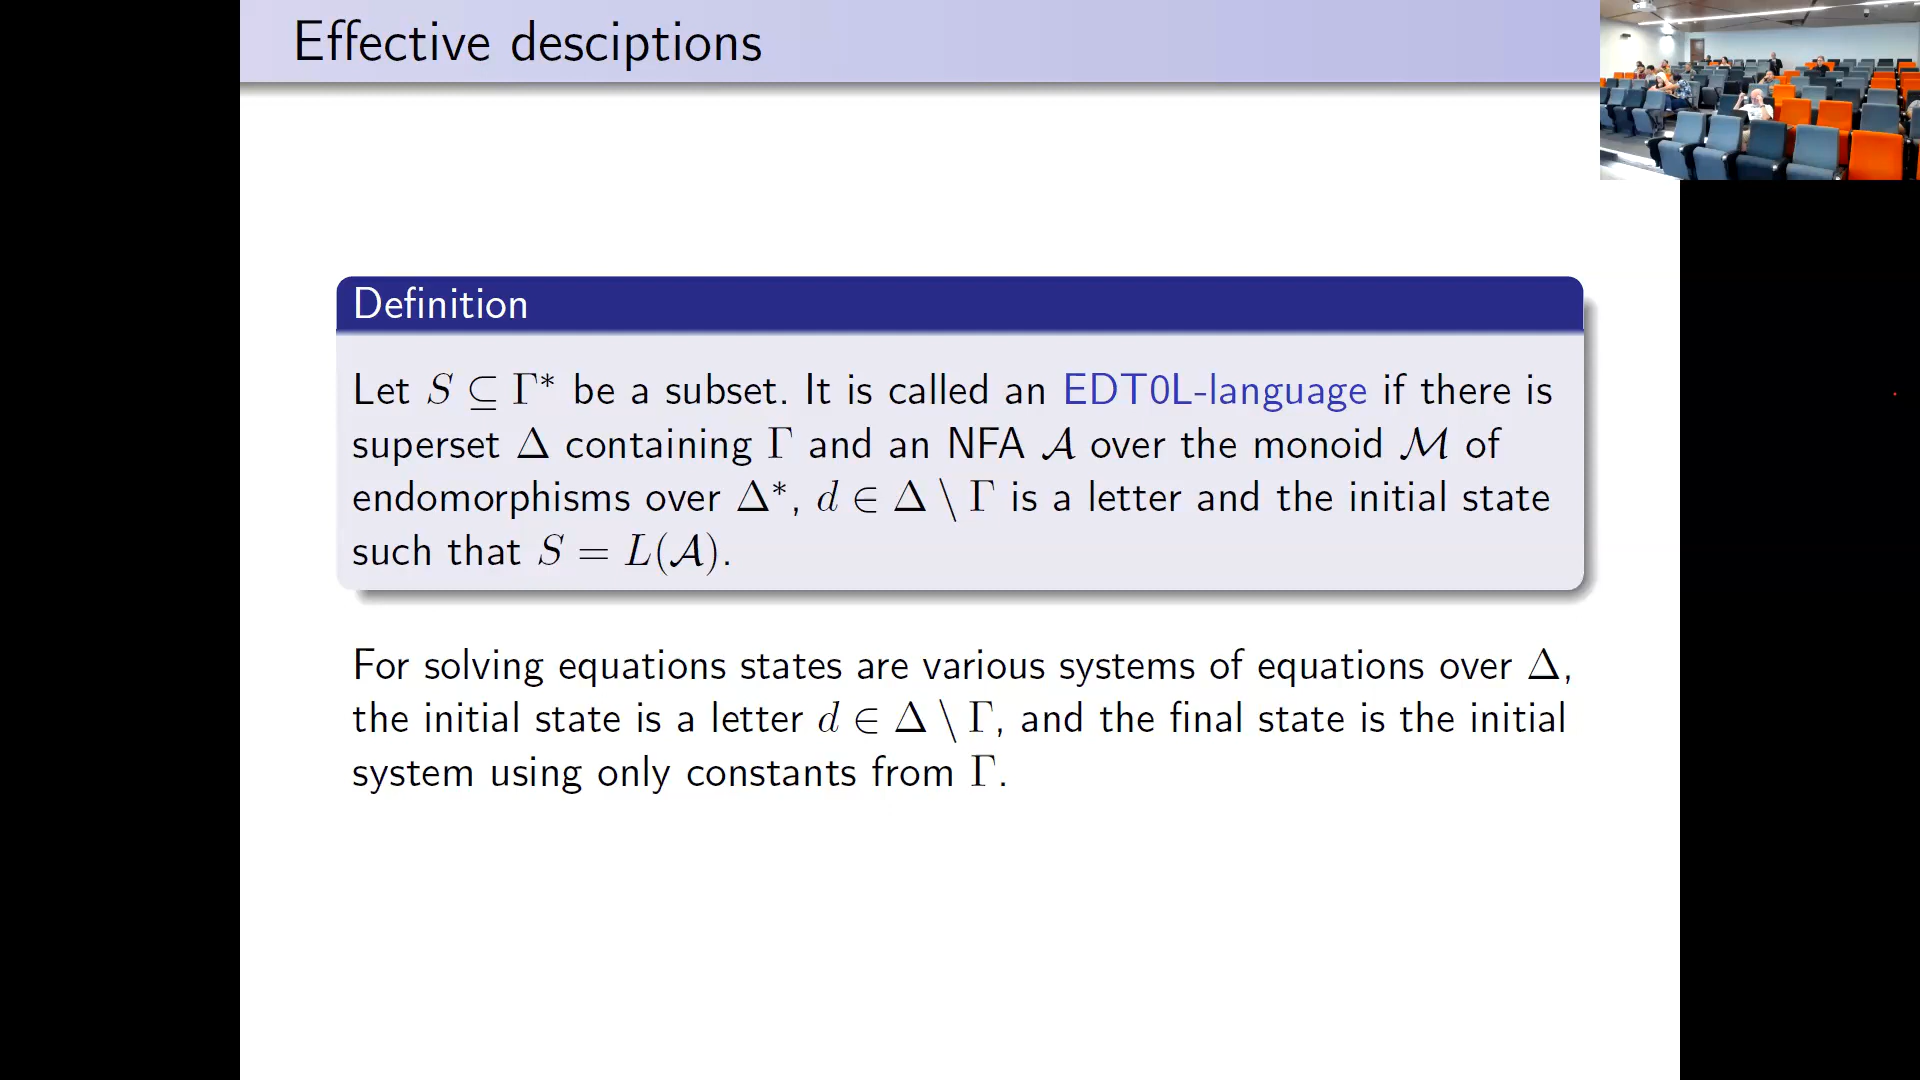 Effective desciptions
Definition
Let S ⊆ Γ* be a subset. It is called an EDT0L-language if there is
superset Δ containing Γ and an NFA 𝒜 over the monoid ℳ of
endomorphisms over Δ*, d ∈ Δ \ Γ is a letter and the initial state
such that S = L(𝒜).
For solving equations states are various systems of equations over Δ,
the initial state is a letter d ∈ Δ \ Γ, and the final state is the initial
system using only constants from Γ.